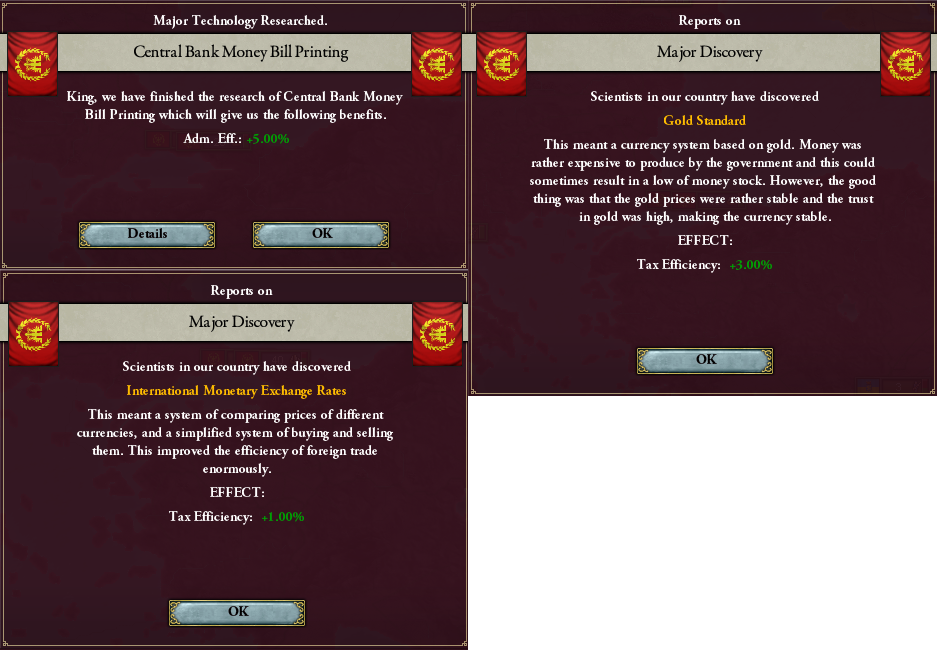 Major Technology Researched.
Central Bank Money Bill Printing
King, we have finished the research of Central Bank Money
Bill Printing which will give us the following benefits.
Adm. Eff.: +5.00%
Details
OK
Reports on
Major Discovery
Scientists in our country have discovered
Gold Standard
This meant a currency system based on gold. Money was
rather expensive to produce by the government and this could
sometimes result in a low of money stock. However, the good
thing was that the gold prices were rather stable and the trust
in gold was high, making the currency stable.
EFFECT:
Tax Efficiency: +3.00%
OK
Reports on
Major Discovery
Scientists in our country have discovered
International Monetary Exchange Rates
This meant a system of comparing prices of different
currencies, and a simplified system of buying and selling
them. This improved the efficiency of foreign trade
enormously.
EFFECT:
Tax Efficiency: +1.00%
OK